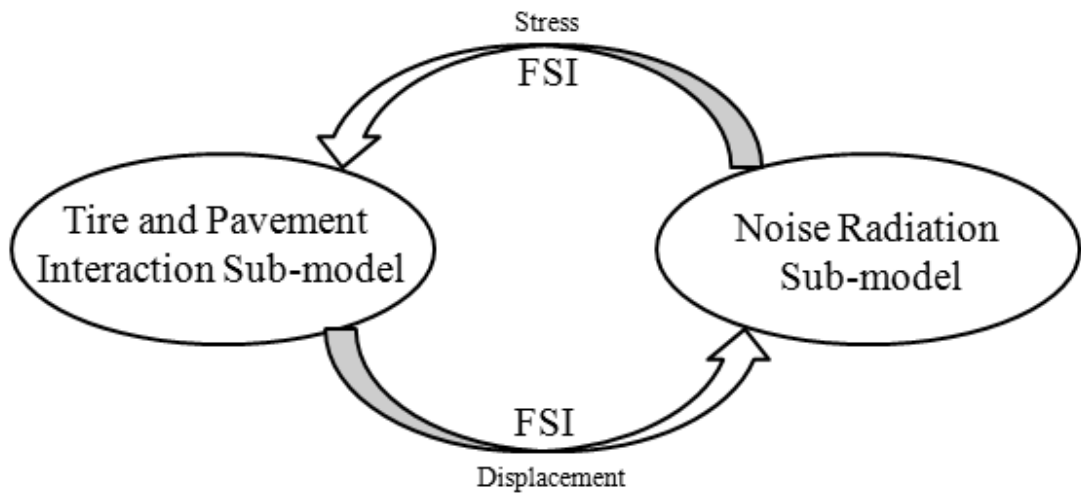 Stress
FSI
Tire and Pavement
Interaction Sub-model
Noise Radiation
Sub-model
FSI
Displacement